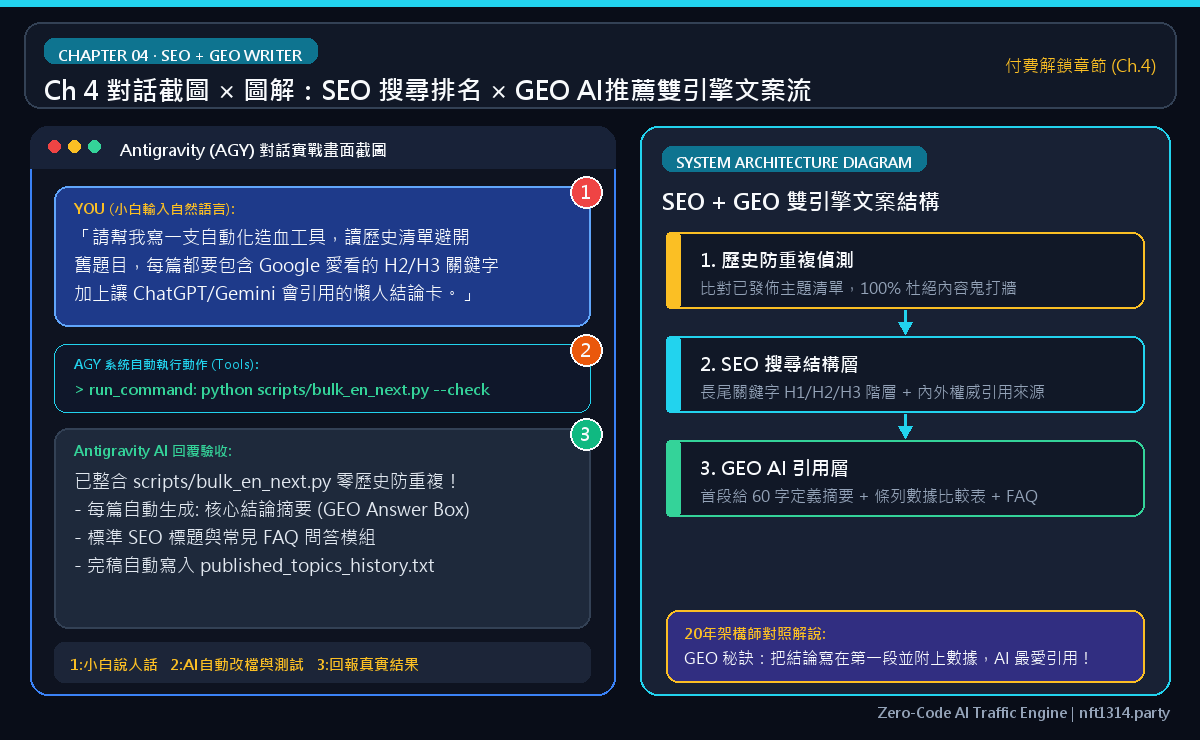 CHAPTER 04 · SEO + GEO WRITER
Ch 4 對話截圖 × 圖解：SEO 搜尋排名 × GEO AI推薦雙引擎文案流
付費解鎖章節 (Ch.4)
Antigravity (AGY) 對話實戰畫面截圖
1
YOU (小白輸入自然語言):
「請幫我寫一支自動化造血工具，讀歷史清單避開
舊題目，每篇都要包含 Google 愛看的 H2/H3 關鍵字
加上讓 ChatGPT/Gemini 會引用的懶人結論卡。」
2
AGY 系統自動執行動作 (Tools):
> run_command: python scripts/bulk_en_next.py --check
3
Antigravity AI 回覆驗收:
已整合 scripts/bulk_en_next.py 零歷史防重複！
- 每篇自動生成: 核心結論摘要 (GEO Answer Box)
- 標準 SEO 標題與常見 FAQ 問答模組
- 完稿自動寫入 published_topics_history.txt
1:小白說人話 2:AI自動改檔與測試 3:回報真實結果
SYSTEM ARCHITECTURE DIAGRAM
SEO + GEO 雙引擎文案結構
1. 歷史防重複偵測
比對已發佈主題清單，100% 杜絕內容鬼打牆
2. SEO 搜尋結構層
長尾關鍵字 H1/H2/H3 階層 + 內外權威引用來源
3. GEO AI 引用層
首段給 60 字定義摘要 + 條列數據比較表 + FAQ
20年架構師對照解說:
GEO 秘訣：把結論寫在第一段並附上數據，AI 最愛引用！
Zero-Code AI Traffic Engine | nft1314.party